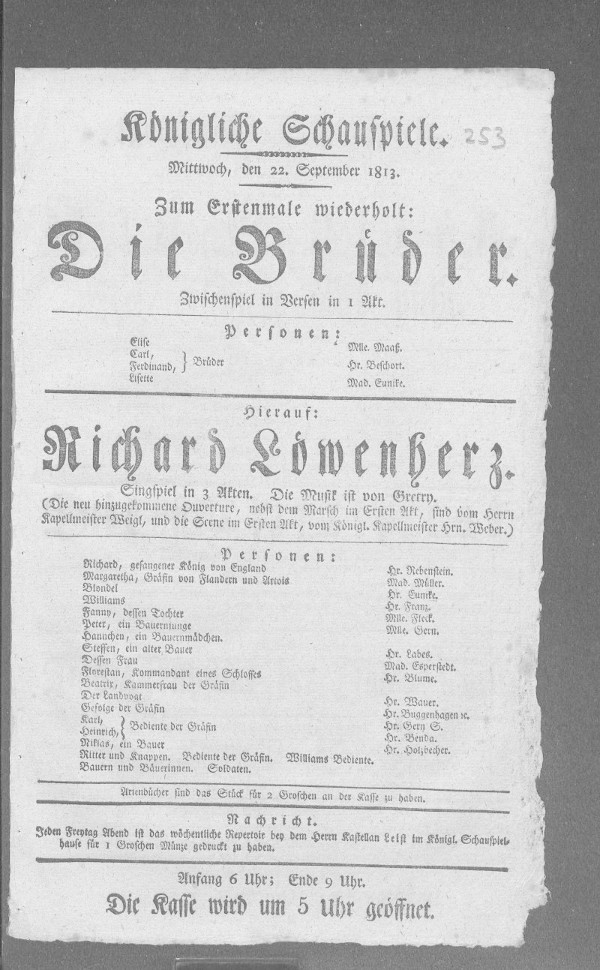 Königliche Schauspiele. 253
Mittwoch, den 22. September 1813.
Zum Erstenmale wiederholt:
Die Brüder.
Zwischenspiel in Versen in 1 Akt.
Personen:
Elise Mlle. Maaß.
Carl,
Ferdinand, } Brüder Hr. Beschort.
Lisette Mad. Eunike.
Hierauf:
Richard Löwenherz.
Singspiel in 3 Akten. Die Musik ist von Gretry.
(Die neu hinzugekommene Ouverture, nebst dem Marsch im Ersten Akt, sind vom Herrn
Kapellmeister Weigl, und die Scene im Ersten Akt, vom Königl. Kapellmeister Hrn. Weber.)
Personen:
Richard, gefangener König von England Hr. Rebenstein.
Margaretha, Gräfin von Flandern und Artois Mad. Müller.
Blondel Hr. Eunike.
Williams Hr. Franz.
Fanny, dessen Tochter Mlle. Fleck.
Peter, ein Bauernjunge Mlle. Gern.
Hannchen, ein Bauernmädchen.
Steffen, ein alter Bauer Hr. Labes.
Dessen Frau Mad. Esperstedt.
Florestan, Kommandant eines Schlosses Hr. Blume.
Beatrix, Kammerfrau der Gräfin
Der Landvogt Hr. Wauer.
Gefolge der Gräfin Hr. Buggenhagen ꝛc.
Karl, Hr. Gern S.
Heinrich, } Bediente der Gräfin Hr. Benda.
Niklas, ein Bauer Hr. Holzbecher.
Ritter und Knappen. Bediente der Gräfin. Williams Bediente.
Bauern und Bäuerinnen. Soldaten.
Arienbücher sind das Stück für 2 Groschen an der Kasse zu haben.
Nachricht.
Jeden Freytag Abend ist das wöchentliche Repertoir bey dem Herrn Kastellan Leist im Königl. Schauspiel-
hause für 1 Groschen Münze gedruckt zu haben.
Anfang 6 Uhr; Ende 9 Uhr.
Die Kasse wird um 5 Uhr geöffnet.